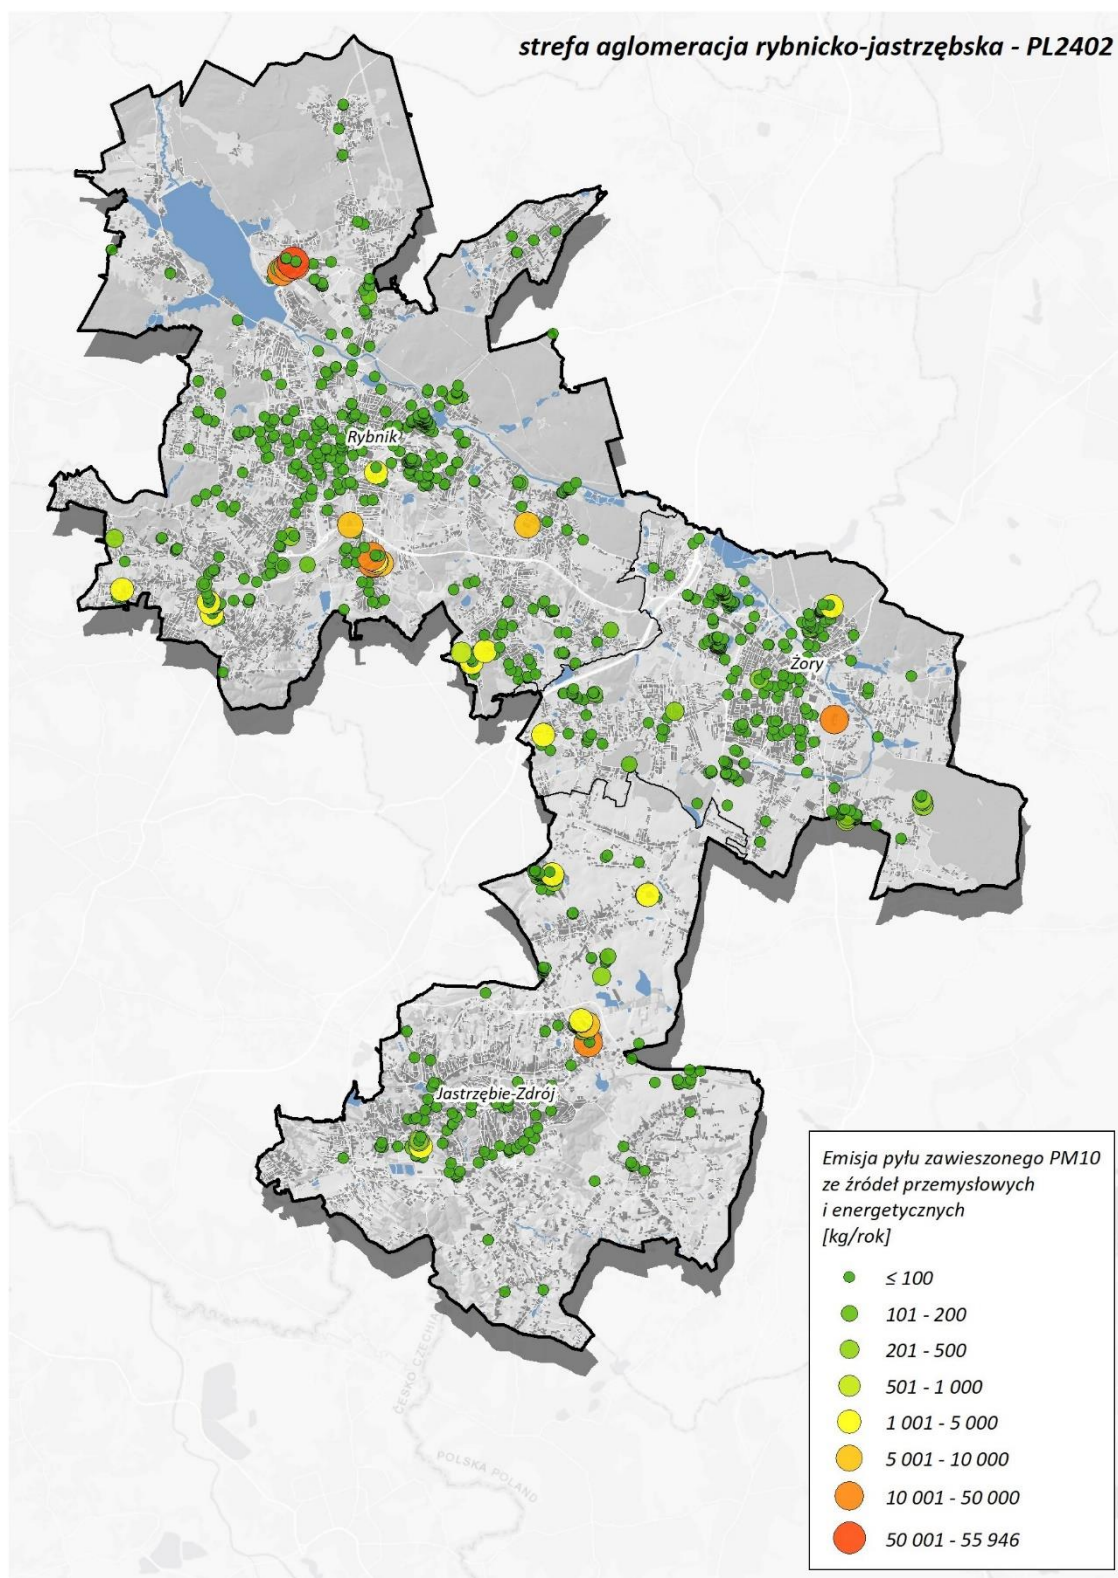 strefa aglomeracja rybnicko-jastrzębska - PL2402
Rybnik
Żory
Jastrzębie-Zdrój
Emisja pyłu zawieszonego PM10
ze źródeł przemysłowych
i energetycznych
[kg/rok]
≤ 100
101 - 200
201 - 500
501 - 1 000
1 001 - 5 000
5 001 - 10 000
10 001 - 50 000
50 001 - 55 946
ČESKO CZECHIA
POLSKA POLAND